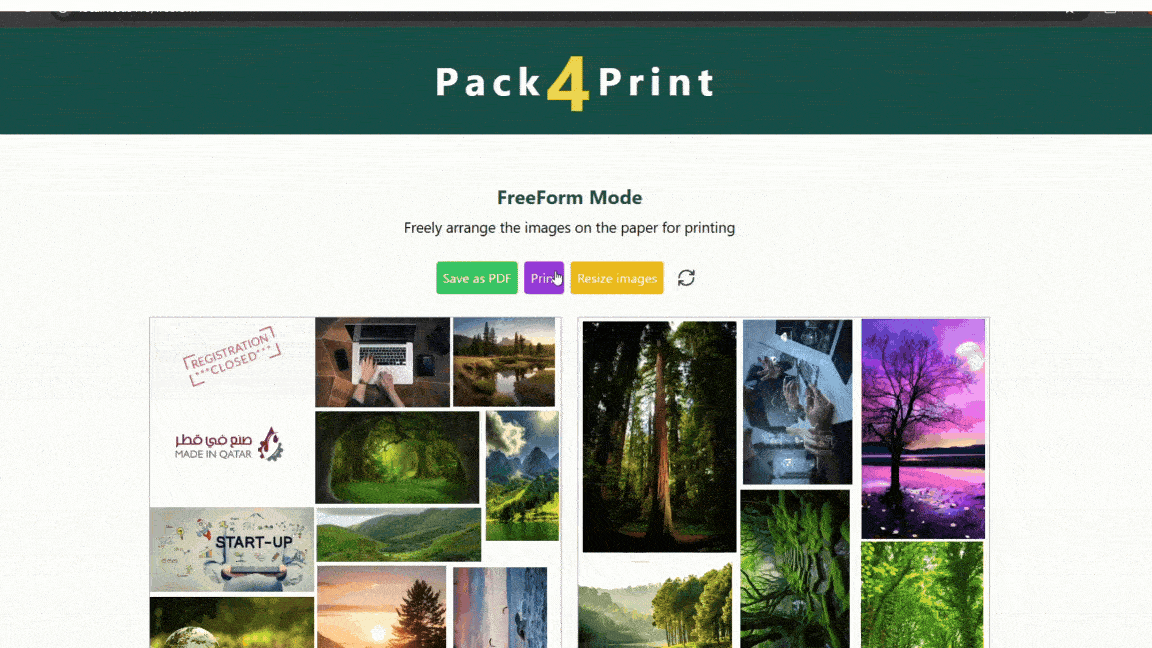 Pack4Print
FreeForm Mode
Freely arrange the images on the paper for printing
Save as PDF
Print
Resize images
REGISTRATION
CLOSED
صنع في قطر
MADE IN QATAR
START-UP